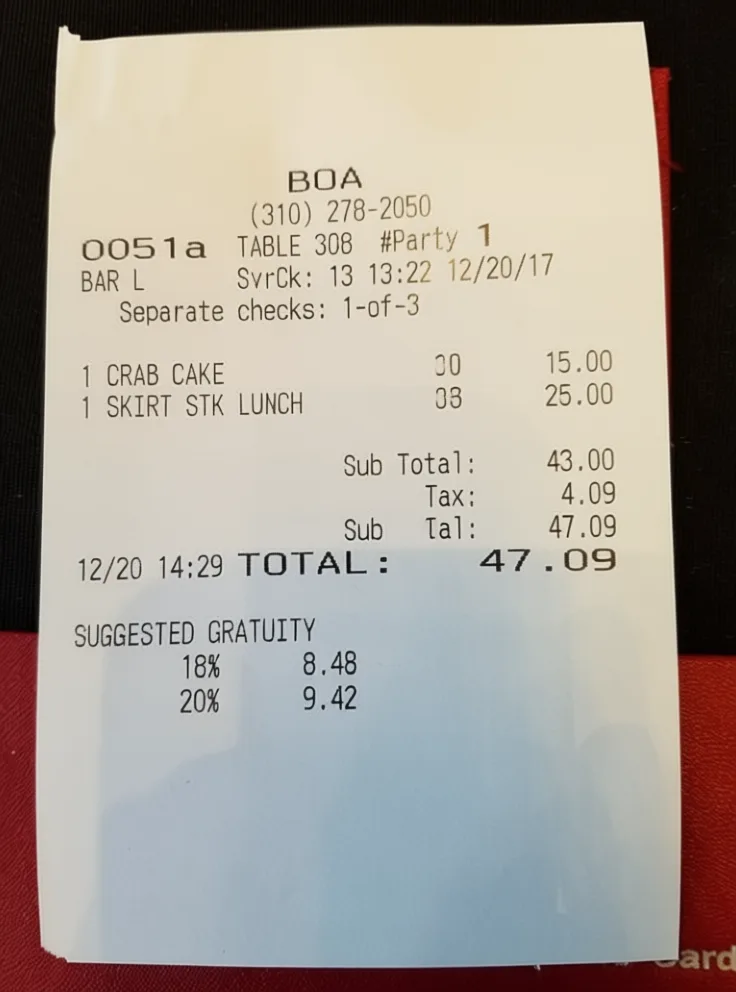 BOA
(310) 278-2050
0051a TABLE 308 #Party 1
BAR L SvrCk: 13 13:22 12/20/17
Separate checks: 1-of-3
1 CRAB CAKE 15.00
1 SKIRT STK LUNCH 25.00
Sub Total: 43.00
Tax: 4.09
Sub Tal: 47.09
12/20 14:29 TOTAL: 47.09
SUGGESTED GRATUITY
18% 8.48
20% 9.42
ard